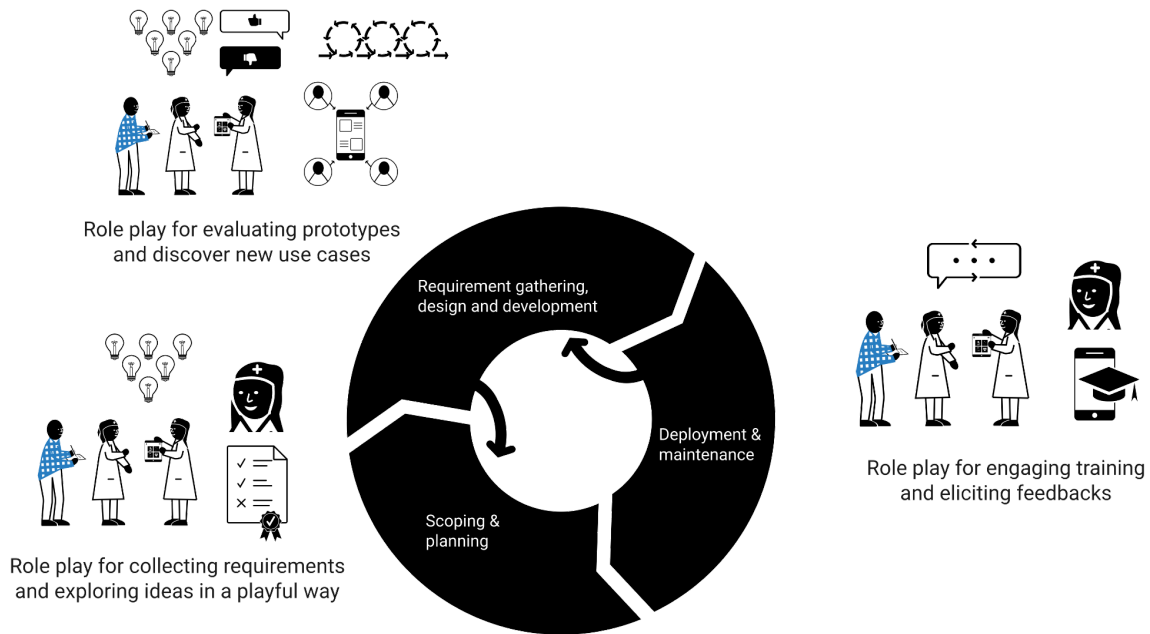 Role play for evaluating prototypes
and discover new use cases
Requirement gathering,
design and development
Deployment &
maintenance
Role play for engaging training
and eliciting feedbacks
Scoping &
planning
Role play for collecting requirements
and exploring ideas in a playful way